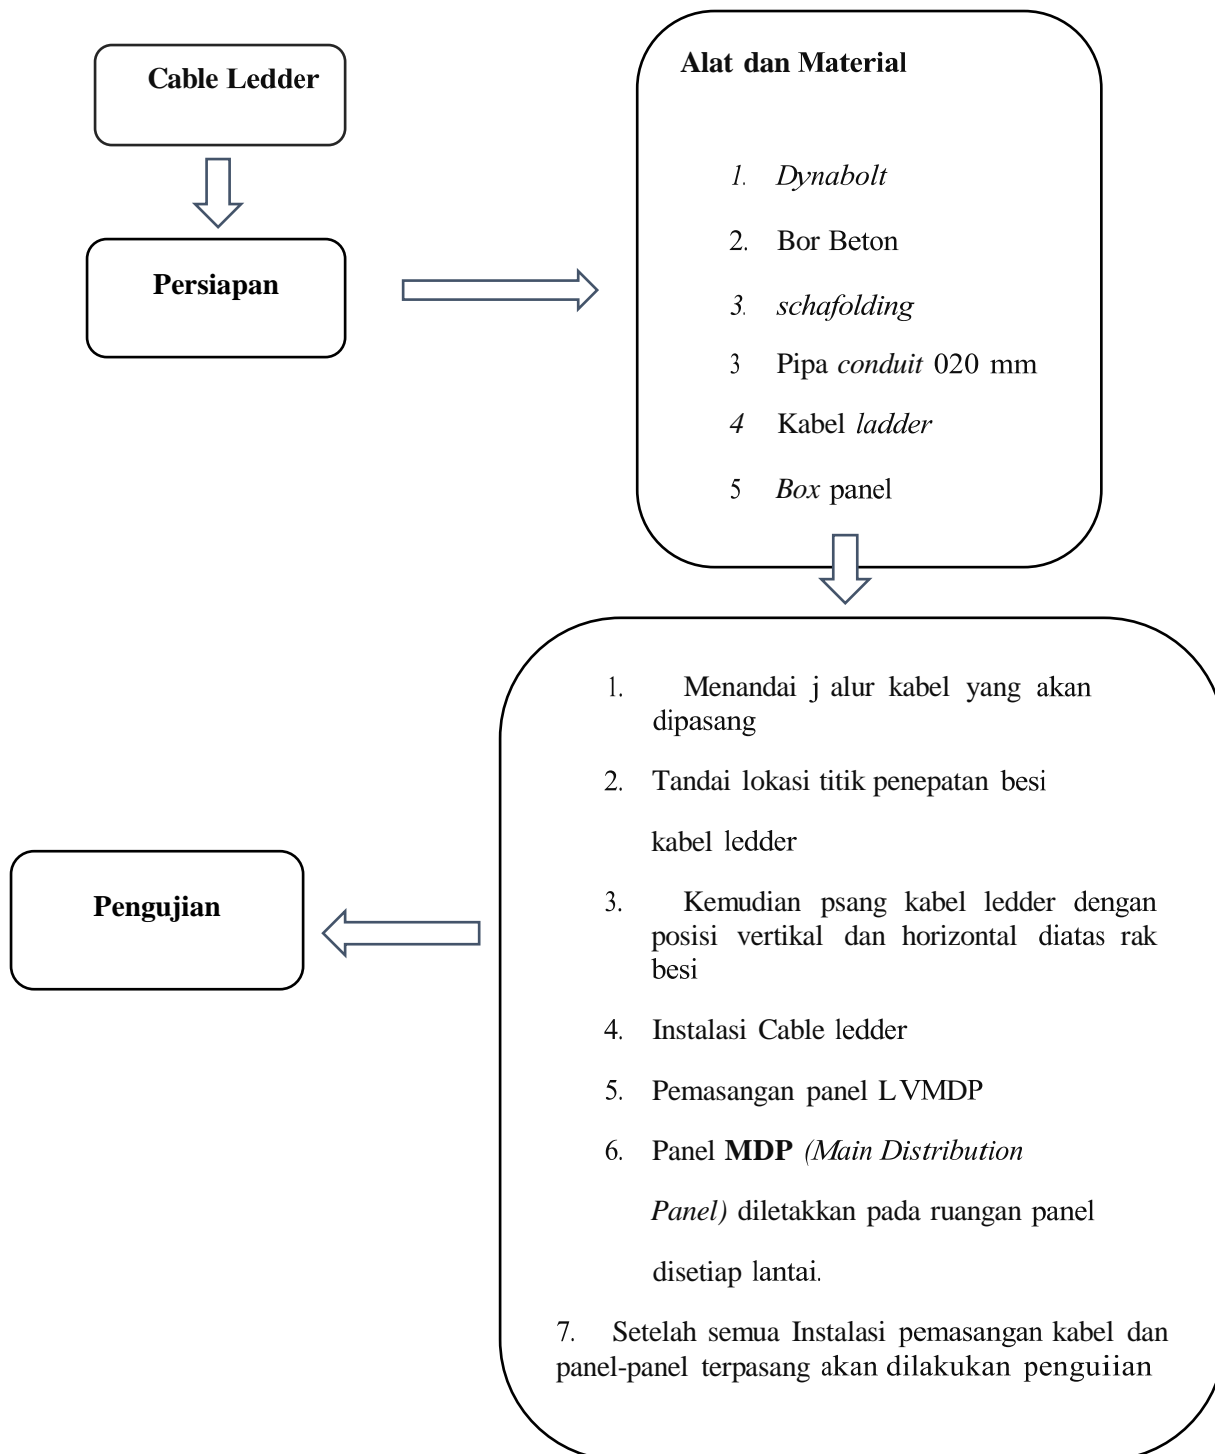 Cable Ledder
Persiapan
Alat dan Material
1. Dynabolt
2. Bor Beton
3. schafolding
3 Pipa conduit 020 mm
4 Kabel ladder
5 Box panel
1. Menandai j alur kabel yang akan
dipasang
2. Tandai lokasi titik penepatan besi
kabel ledder
3. Kemudian psang kabel ledder dengan
posisi vertikal dan horizontal diatas rak
besi
4. Instalasi Cable ledder
5. Pemasangan panel LVMDP
6. Panel MDP (Main Distribution
Panel) diletakkan pada ruangan panel
disetiap lantai.
7. Setelah semua Instalasi pemasangan kabel dan
panel-panel terpasang akan dilakukan penguiian
Pengujian